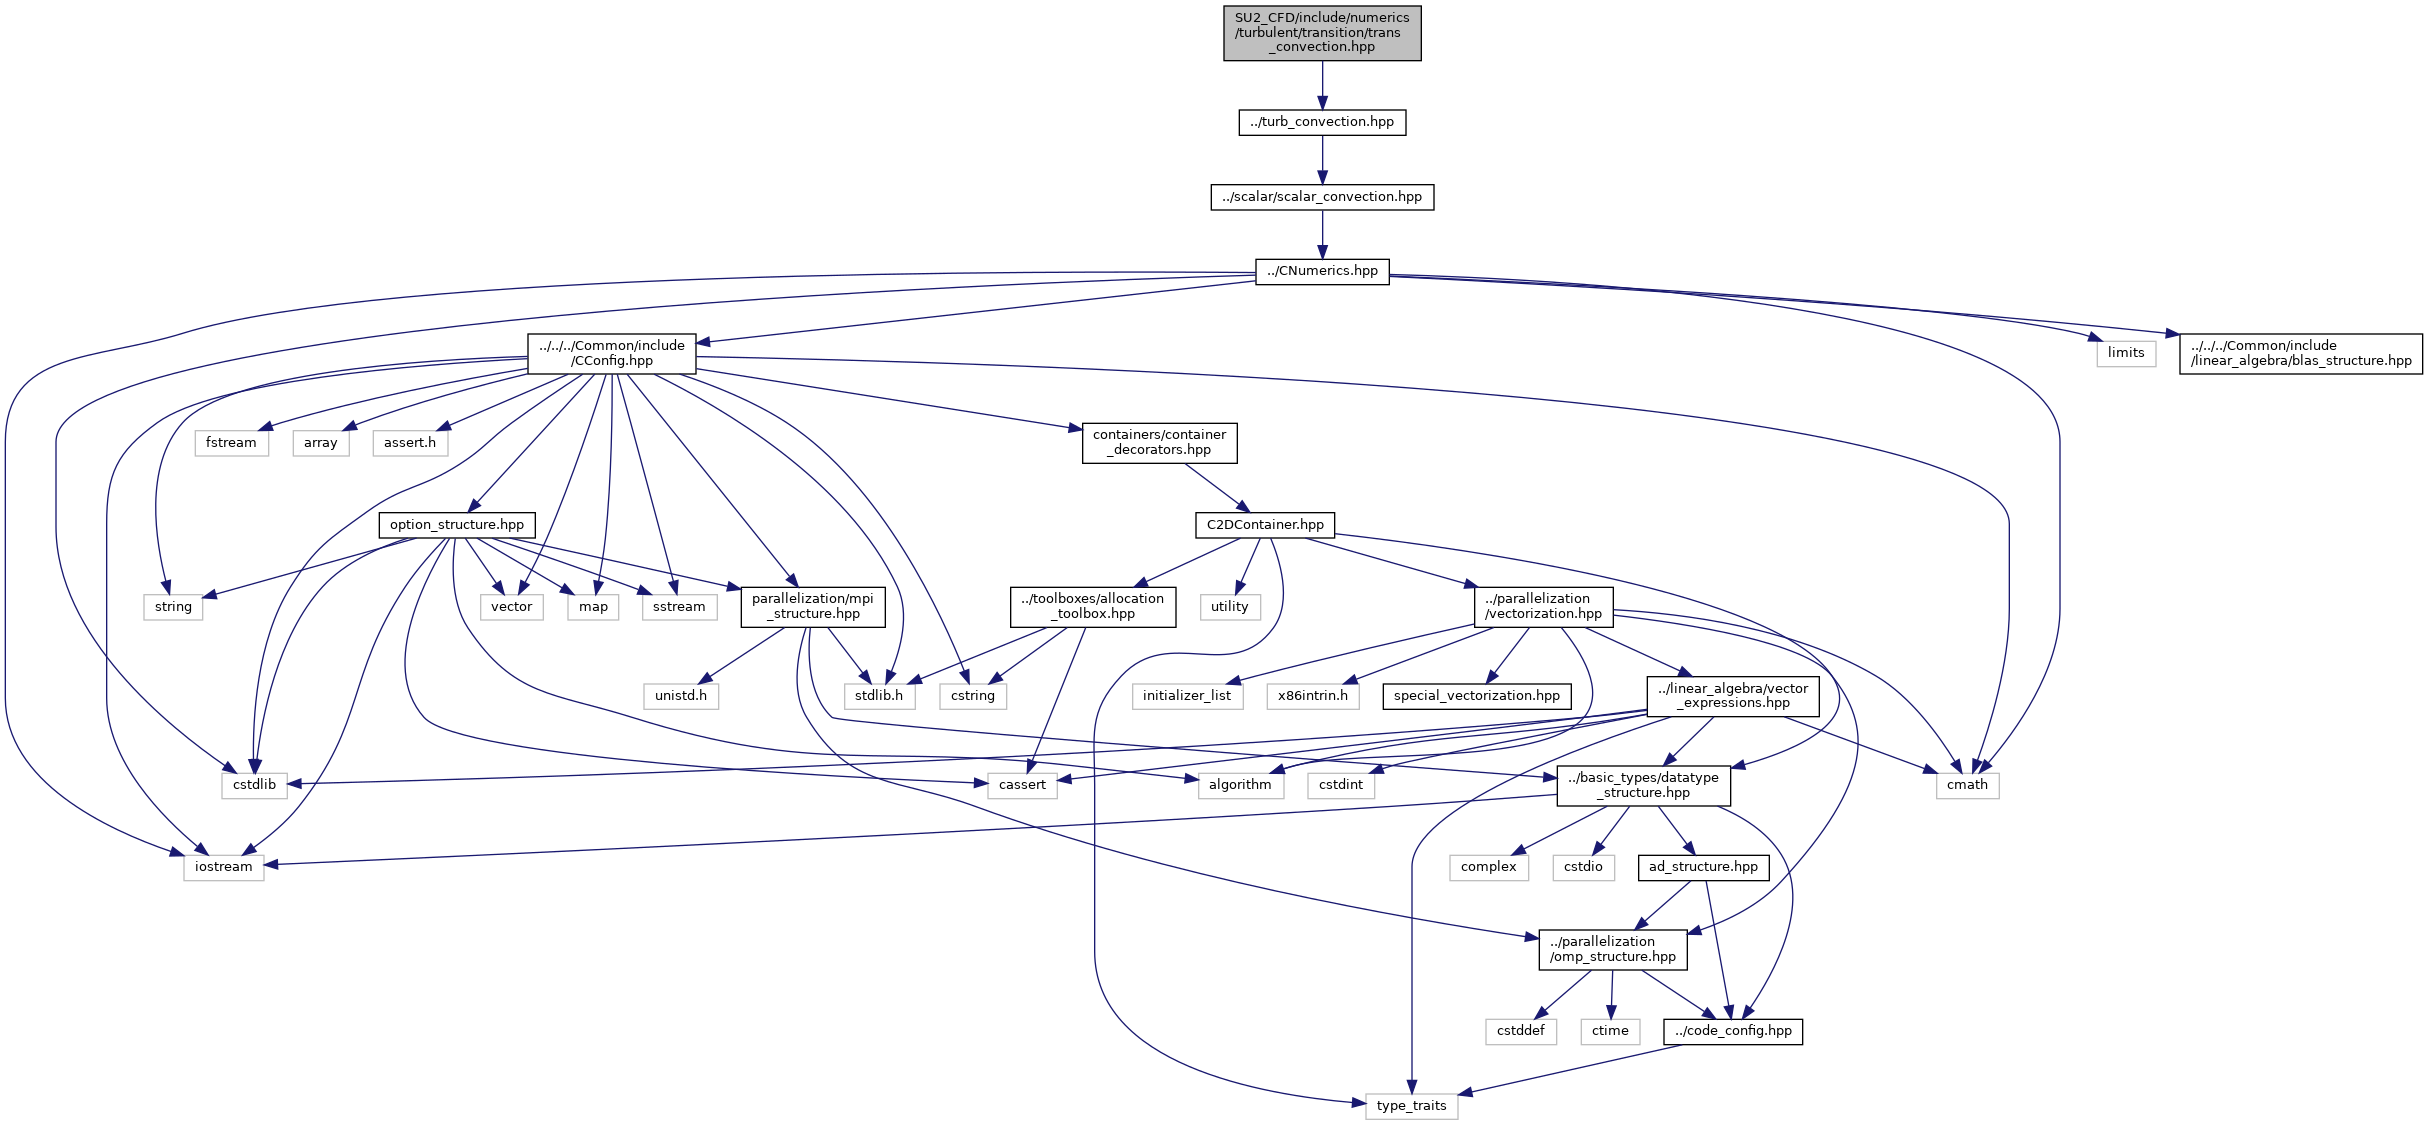 SU2_CFD/include/numerics
/turbulent/transition/trans
_convection.hpp
../turb_convection.hpp
../scalar/scalar_convection.hpp
../CNumerics.hpp
../../../Common/include
/CConfig.hpp
limits
../../../Common/include
/linear_algebra/blas_structure.hpp
fstream
array
assert.h
containers/container
_decorators.hpp
option_structure.hpp
C2DContainer.hpp
string
vector
map
sstream
parallelization/mpi
_structure.hpp
../toolboxes/allocation
_toolbox.hpp
utility
../parallelization
/vectorization.hpp
unistd.h
stdlib.h
cstring
initializer_list
x86intrin.h
special_vectorization.hpp
../linear_algebra/vector
_expressions.hpp
cstdlib
cassert
algorithm
cstdint
../basic_types/datatype
_structure.hpp
cmath
iostream
complex
cstdio
ad_structure.hpp
../parallelization
/omp_structure.hpp
cstddef
ctime
../code_config.hpp
type_traits